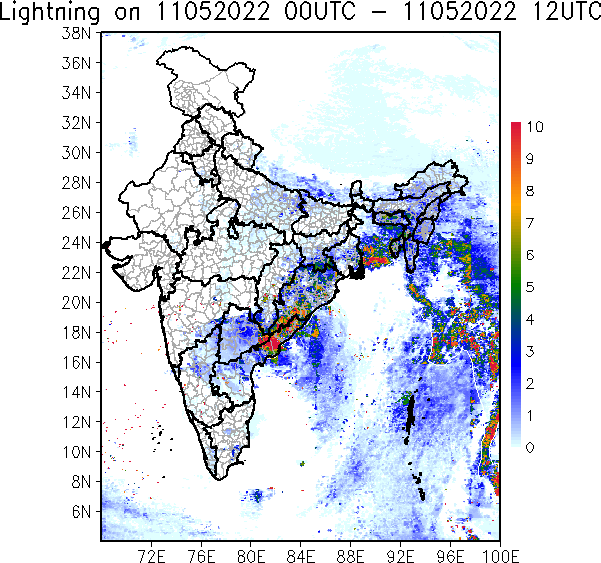 Lightning on 11052022 00UTC – 11052022 12UTC
38N
36N
34N
32N
30N
28N
26N
24N
22N
20N
18N
16N
14N
12N
10N
8N
6N
72E 76E 80E 84E 88E 92E 96E 100E
10
9
8
7
6
5
4
3
2
1
0